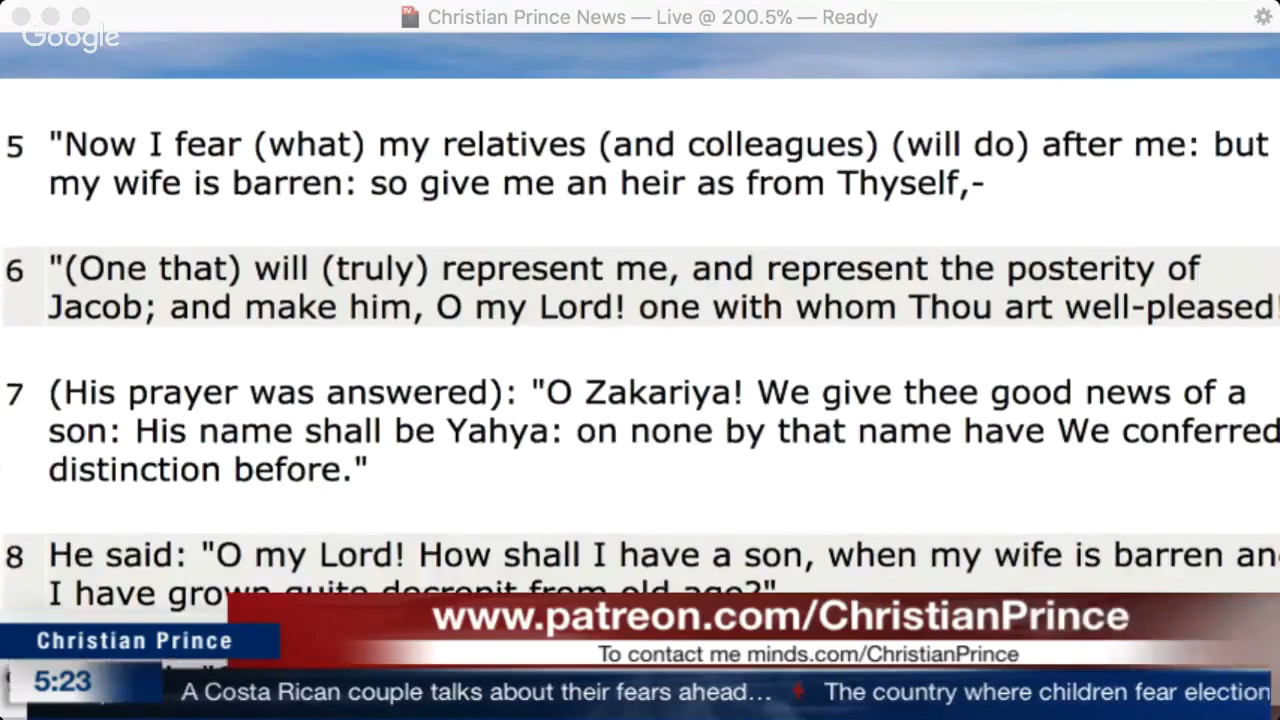 Christian Prince News — Live @ 200.5% — Ready
Google
5 "Now I fear (what) my relatives (and colleagues) (will do) after me: but
my wife is barren: so give me an heir as from Thyself,-
6 "(One that) will (truly) represent me, and represent the posterity of
Jacob; and make him, O my Lord! one with whom Thou art well-pleased!
7 (His prayer was answered): "O Zakariya! We give thee good news of a
son: His name shall be Yahya: on none by that name have We conferred
distinction before."
8 He said: "O my Lord! How shall I have a son, when my wife is barren an
I have grown quite decrepit from old age?"
www.patreon.com/ChristianPrince
Christian Prince
To contact me minds.com/ChristianPrince
5:23
A Costa Rican couple talks about their fears ahead... The country where children fear election